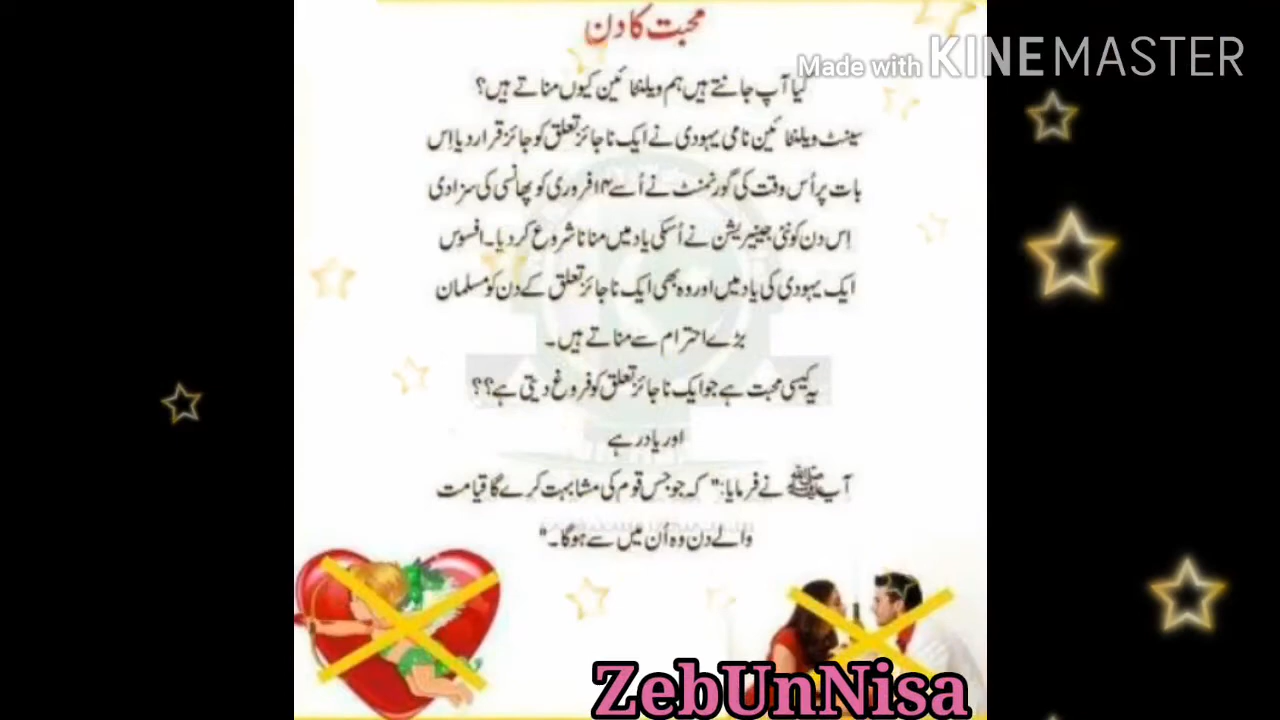 محبت کا دن
Made with KINEMASTER
کیا آپ جانتے ہیں ہم ویلنٹائین کیوں مناتے ہیں؟
سینٹ ویلنٹائین نامی یہودی نے ایک ناجائز تعلق کو جائز قرار دیا اِس
بات پر اُس وقت کی گورنمنٹ نے اُسے ۱۴ فروری کو پھانسی کی سزا دی
اِس دن کو نئی جینیریشن نے اُسکی یاد میں منانا شروع کر دیا۔ افسوس
ایک یہودی کی یاد میں اور وہ بھی ایک ناجائز تعلق کے دن کو مسلمان
بڑے احترام سے مناتے ہیں۔
یہ کیسی محبت ہے جو ایک ناجائز تعلق کو فروغ دیتی ہے؟؟
اور یاد رہے
آپ ﷺ نے فرمایا: " کہ جو جس قوم کی مشابہت کرے گا قیامت
والے دن وہ اُن میں سے ہوگا۔"
ZebUnNisa